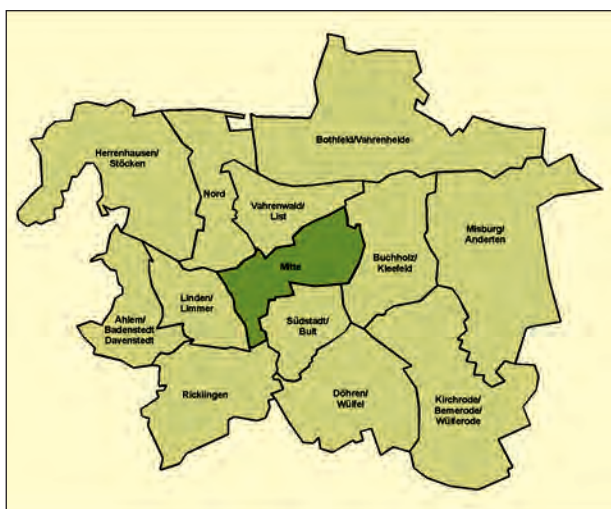 Bothfeld/Vahrenheide
Herrenhausen/
Stöcken
Nord
Vahrenwald/
List
Misburg/
Anderten
Buchholz/
Kleefeld
Mitte
Linden/
Limmer
Südstadt/
Bult
Ahlem/
Badenstedt
Davenstedt
Ricklingen
Döhren/
Wülfel
Kirchrode/
Bemerode/
Wülferode